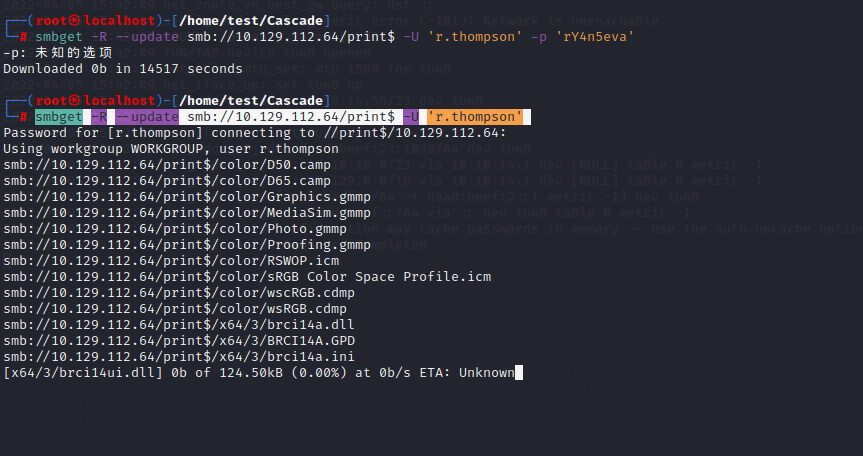 ┌──(root㉿localhost)-[/home/test/Cascade]
└─# smbget -R --update smb://10.129.112.64/print$ -U 'r.thompson' -p 'rY4n5eva'
-p: 未知的选项
Downloaded 0b in 14517 seconds
┌──(root㉿localhost)-[/home/test/Cascade]
└─# smbget -R --update smb://10.129.112.64/print$ -U 'r.thompson'
Password for [r.thompson] connecting to //print$/10.129.112.64:
Using workgroup WORKGROUP, user r.thompson
smb://10.129.112.64/print$/color/D50.camp
smb://10.129.112.64/print$/color/D65.camp
smb://10.129.112.64/print$/color/Graphics.gmmp
smb://10.129.112.64/print$/color/MediaSim.gmmp
smb://10.129.112.64/print$/color/Photo.gmmp
smb://10.129.112.64/print$/color/Proofing.gmmp
smb://10.129.112.64/print$/color/RSWOP.icm
smb://10.129.112.64/print$/color/sRGB Color Space Profile.icm
smb://10.129.112.64/print$/color/wscRGB.cdmp
smb://10.129.112.64/print$/color/wsRGB.cdmp
smb://10.129.112.64/print$/x64/3/brci14a.dll
smb://10.129.112.64/print$/x64/3/BRCI14A.GPD
smb://10.129.112.64/print$/x64/3/brci14a.ini
[x64/3/brci14ui.dll] 0b of 124.50kB (0.00%) at 0b/s ETA: Unknown